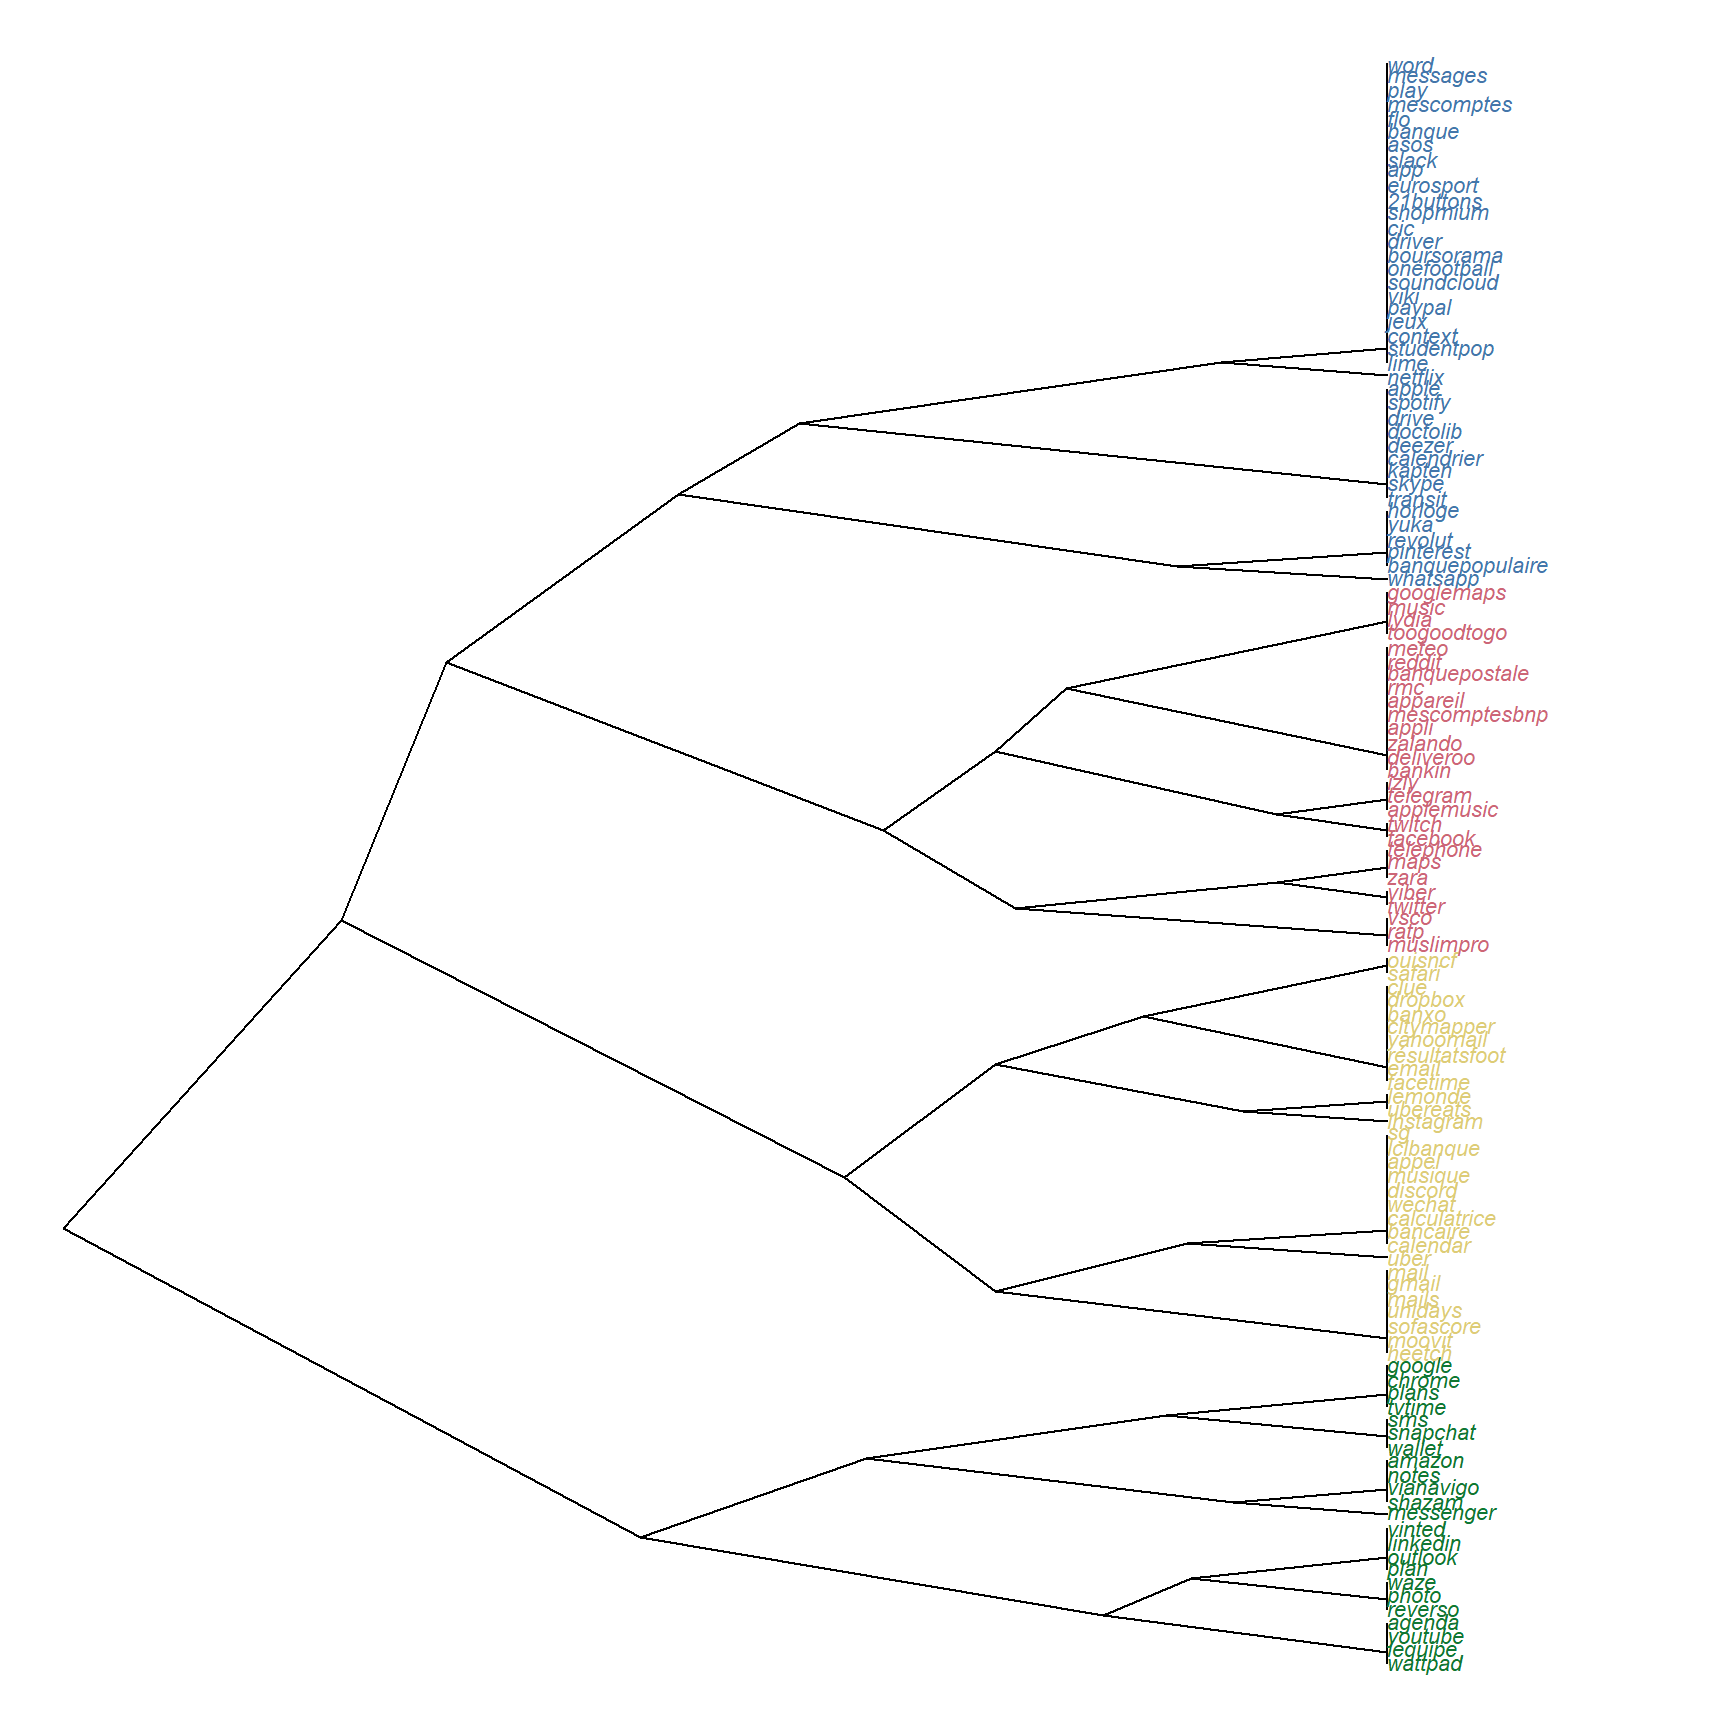 word
messages
play
mescomptes
flo
banque
asos
slack
app
eurosport
21buttons
shopmium
cic
driver
boursorama
onefootball
soundcloud
viki
paypal
jeux
context
studentpop
lime
netflix
apple
spotify
drive
doctolib
deezer
calendrier
kapten
skype
transit
horloge
yuka
revolut
pinterest
banquepopulaire
whatsapp
googlemaps
music
lydia
toogoodtogo
meteo
reddit
banquepostale
rmc
appareil
mescomptesbnp
appli
zalando
deliveroo
bankin
izly
telegram
applemusic
twitch
facebook
telephone
maps
zara
viber
twitter
vsco
ratp
muslimpro
ouisncf
safari
clue
dropbox
banxo
citymapper
yahoomail
résultatsfoot
email
facetime
lemonde
ubereats
instagram
sg
lclbanque
appel
musique
discord
wechat
calculatrice
bancaire
calendar
uber
mail
gmail
mails
unidays
sofascore
moovit
heetch
google
chrome
plans
tvtime
sms
snapchat
wallet
amazon
notes
vianavigo
shazam
messenger
vinted
linkedin
outlook
plan
waze
photo
reverso
agenda
youtube
lequipe
wattpad